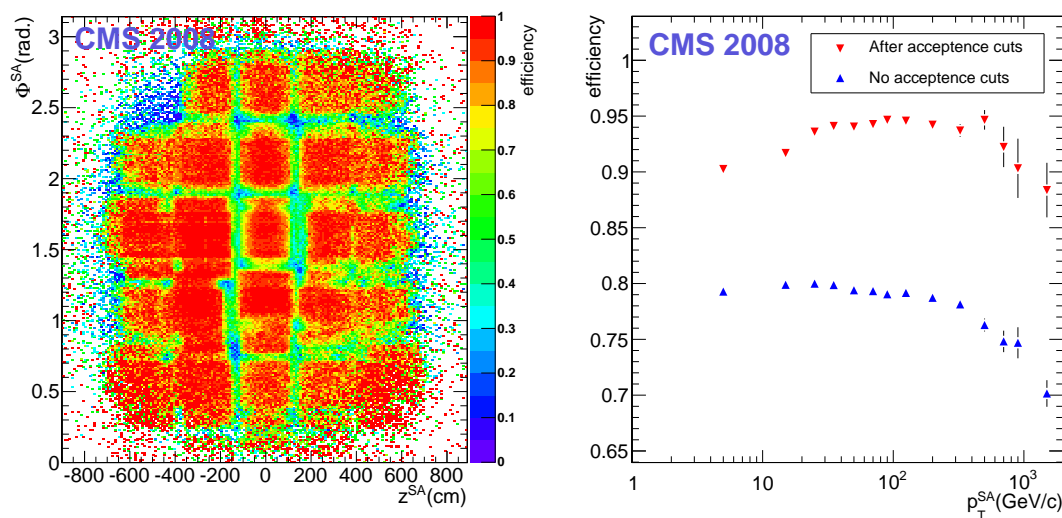 CMS 2008
Φ^SA(rad.)
3
2.5
2
1.5
1
0.5
0
-800 -600 -400 -200 0 200 400 600 800
z^SA(cm)
efficiency
1
0.9
0.8
0.7
0.6
0.5
0.4
0.3
0.2
0.1
0
CMS 2008
After acceptence cuts
No acceptence cuts
efficiency
1
0.95
0.9
0.85
0.8
0.75
0.7
0.65
1 10 10^2 10^3
p_T^SA(GeV/c)